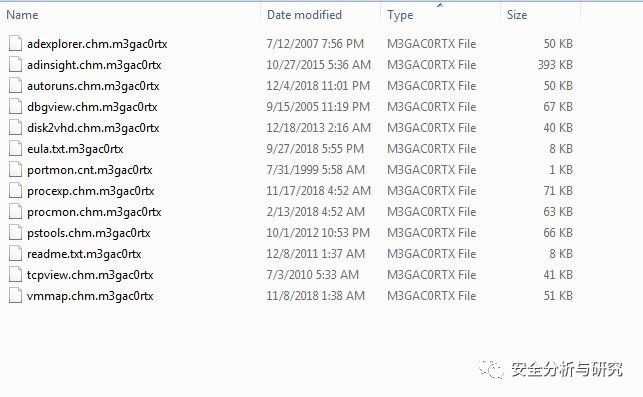 Name Date modified Type Size
adexplorer.chm.m3gac0rtx 7/12/2007 7:56 PM M3GAC0RTX File 50 KB
adinsight.chm.m3gac0rtx 10/27/2015 5:36 AM M3GAC0RTX File 393 KB
autoruns.chm.m3gac0rtx 12/4/2018 11:01 PM M3GAC0RTX File 50 KB
dbgview.chm.m3gac0rtx 9/15/2005 11:19 PM M3GAC0RTX File 67 KB
disk2vhd.chm.m3gac0rtx 12/18/2013 2:16 AM M3GAC0RTX File 40 KB
eula.txt.m3gac0rtx 9/27/2018 5:55 PM M3GAC0RTX File 8 KB
portmon.cnt.m3gac0rtx 7/31/1999 5:58 AM M3GAC0RTX File 1 KB
procexp.chm.m3gac0rtx 11/17/2018 4:52 AM M3GAC0RTX File 71 KB
procmon.chm.m3gac0rtx 2/13/2018 4:52 AM M3GAC0RTX File 63 KB
pstools.chm.m3gac0rtx 10/1/2012 10:53 PM M3GAC0RTX File 66 KB
readme.txt.m3gac0rtx 12/8/2011 1:37 AM M3GAC0RTX File 8 KB
tcpview.chm.m3gac0rtx 7/3/2010 5:33 AM M3GAC0RTX File 41 KB
vmmap.chm.m3gac0rtx 11/8/2018 1:38 AM M3GAC0RTX File 51 KB
安全分析与研究